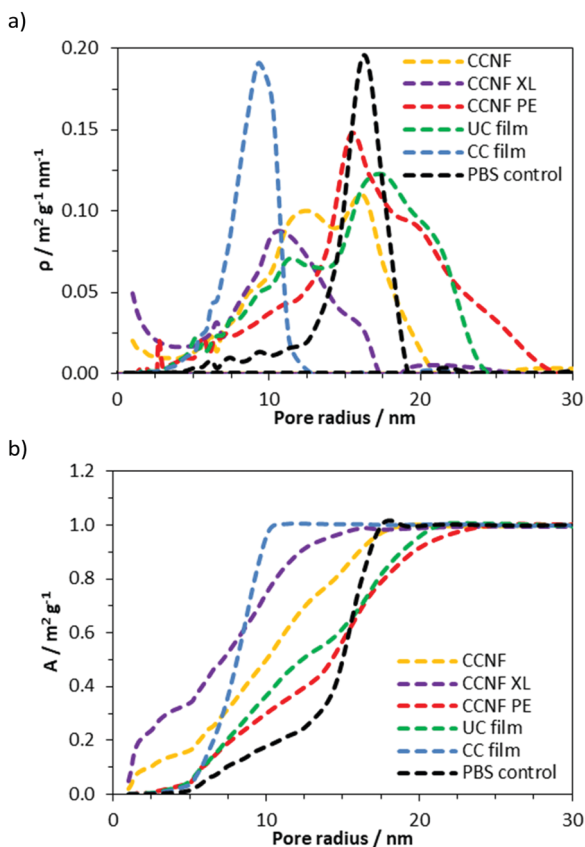 a)
ρ / m² g⁻¹ nm⁻¹
0.20
0.15
0.10
0.05
0.00
0
10
20
30
Pore radius / nm
CCNF
CCNF XL
CCNF PE
UC film
CC film
PBS control
b)
A / m² g⁻¹
1.2
1.0
0.8
0.6
0.4
0.2
0.0
0
10
20
30
Pore radius / nm
CCNF
CCNF XL
CCNF PE
UC film
CC film
PBS control